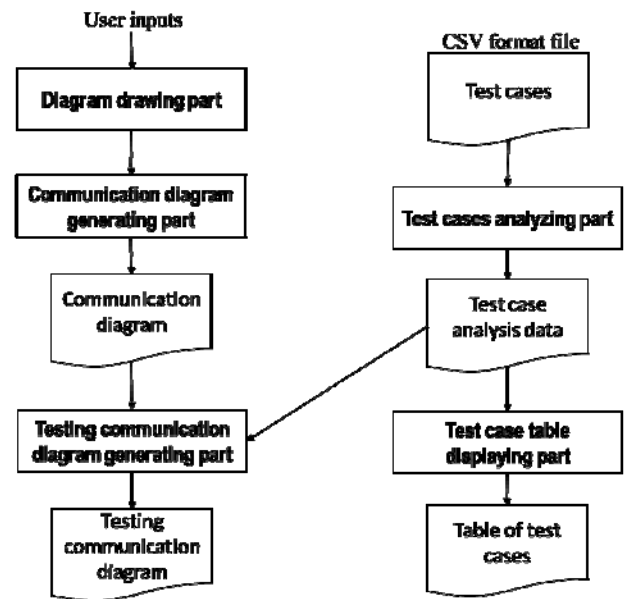 User inputs
Diagram drawing part
Communication diagram
generating part
Communication
diagram
Testing communication
diagram generating part
Testing
communication
diagram
CSV format file
Test cases
Test cases analyzing part
Test case
analysis data
Test case table
displaying part
Table of test
cases